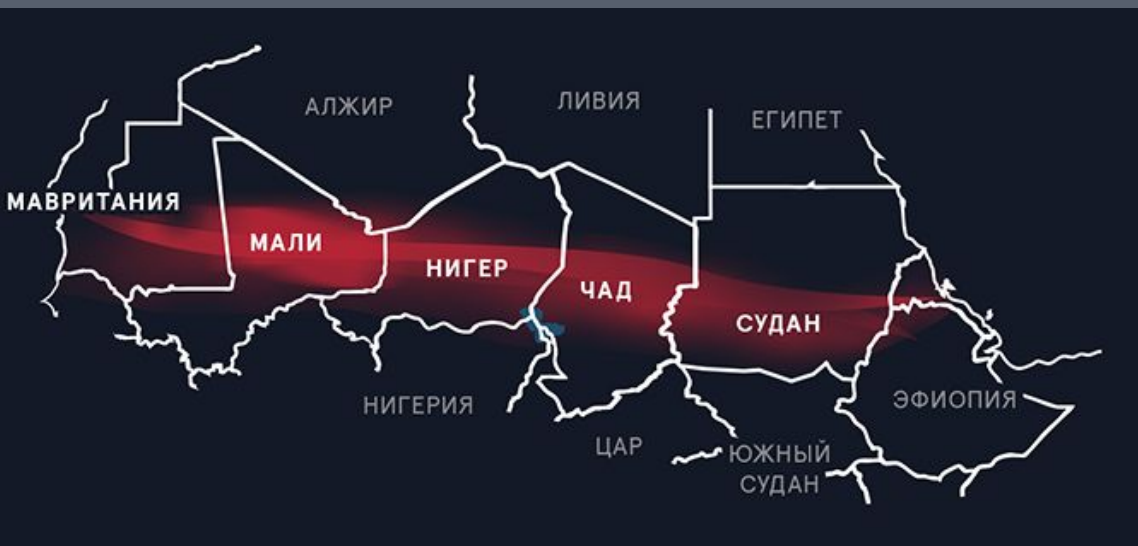 АЛЖИР
ЛИВИЯ
ЕГИПЕТ
МАВРИТАНИЯ
МАЛИ
НИГЕР
ЧАД
СУДАН
НИГЕРИЯ
ЭФИОПИЯ
ЦАР
ЮЖНЫЙ
СУДАН